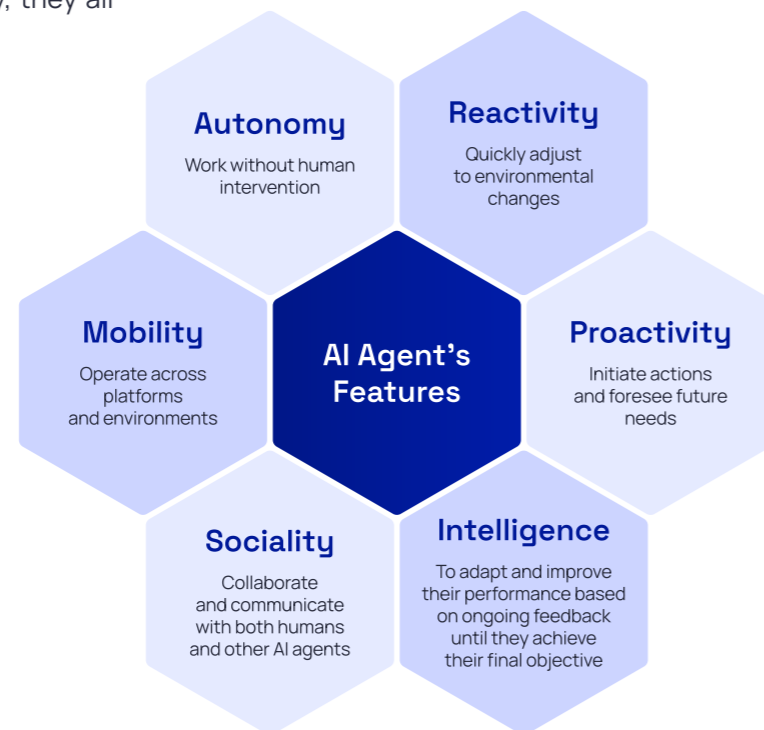 they all
Autonomy
Work without human
intervention
Reactivity
Quickly adjust
to environmental
changes
Mobility
Operate across
platforms
and environments
AI Agent’s
Features
Proactivity
Initiate actions
and foresee future
needs
Sociality
Collaborate
and communicate
with both humans
and other AI agents
Intelligence
To adapt and improve
their performance based
on ongoing feedback
until they achieve
their final objective